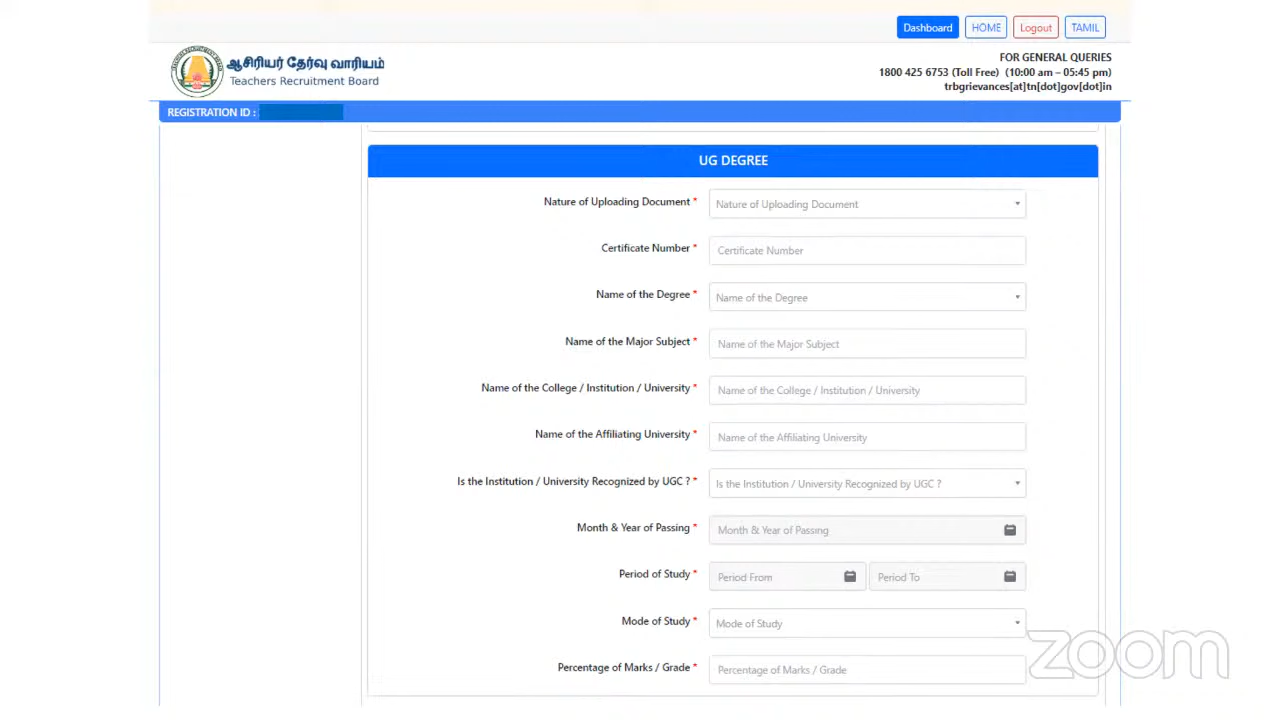 Dashboard HOME Logout TAMIL
ஆசிரியர் தேர்வு வாரியம்
Teachers Recruitment Board
FOR GENERAL QUERIES
1800 425 6753 (Toll Free) (10:00 am – 05:45 pm)
trbgrievances[at]tn[dot]gov[dot]in
REGISTRATION ID :
UG DEGREE
Nature of Uploading Document * Nature of Uploading Document
Certificate Number * Certificate Number
Name of the Degree * Name of the Degree
Name of the Major Subject * Name of the Major Subject
Name of the College / Institution / University * Name of the College / Institution / University
Name of the Affiliating University * Name of the Affiliating University
Is the Institution / University Recognized by UGC ? * Is the Institution / University Recognized by UGC ?
Month & Year of Passing * Month & Year of Passing
Period of Study * Period From Period To
Mode of Study * Mode of Study
Percentage of Marks / Grade * Percentage of Marks / Grade
zoom